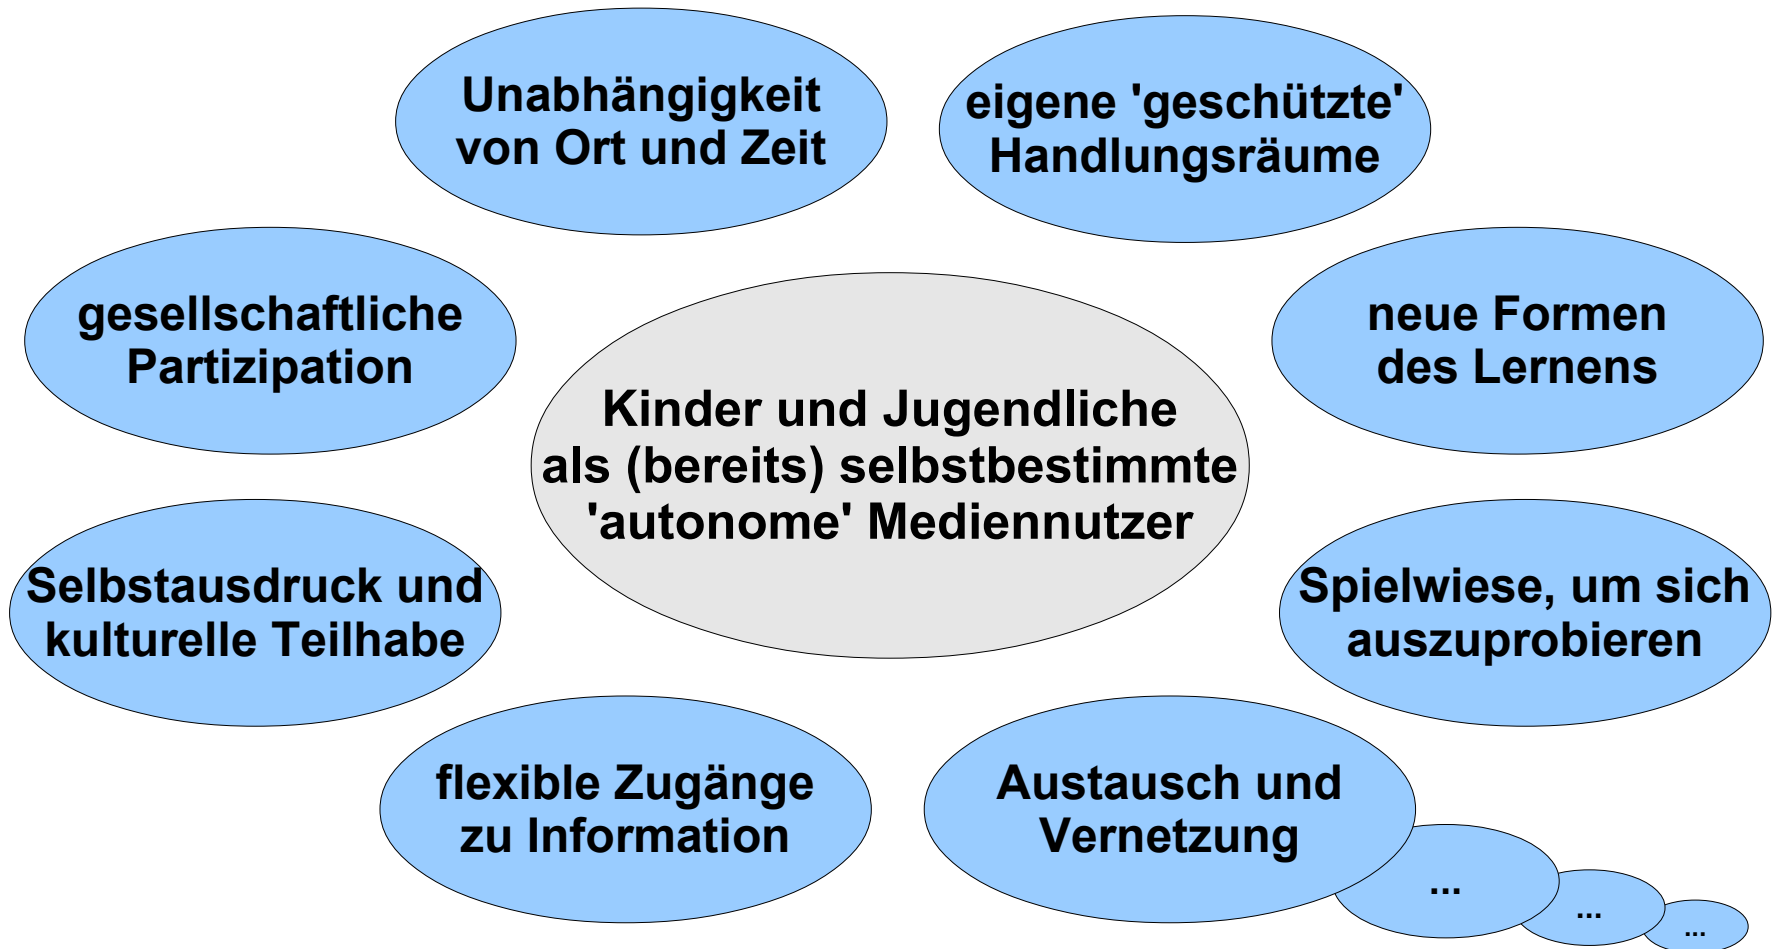 Unabhängigkeit
von Ort und Zeit
eigene 'geschützte'
Handlungsräume
gesellschaftliche
Partizipation
neue Formen
des Lernens
Kinder und Jugendliche
als (bereits) selbstbestimmte
'autonome' Mediennutzer
Selbstausdruck und
kulturelle Teilhabe
Spielwiese, um sich
auszuprobieren
flexible Zugänge
zu Information
Austausch und
Vernetzung
...
...
...